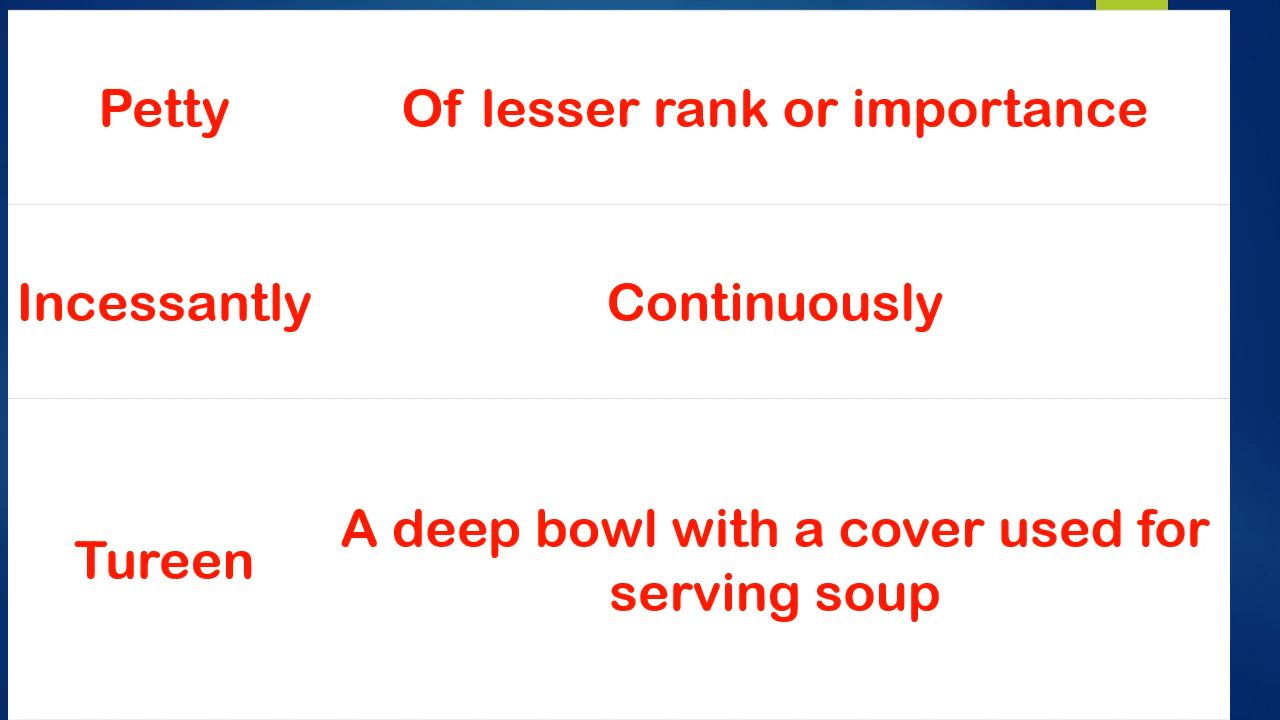 Petty Of lesser rank or importance
Incessantly Continuously
Tureen A deep bowl with a cover used for
serving soup